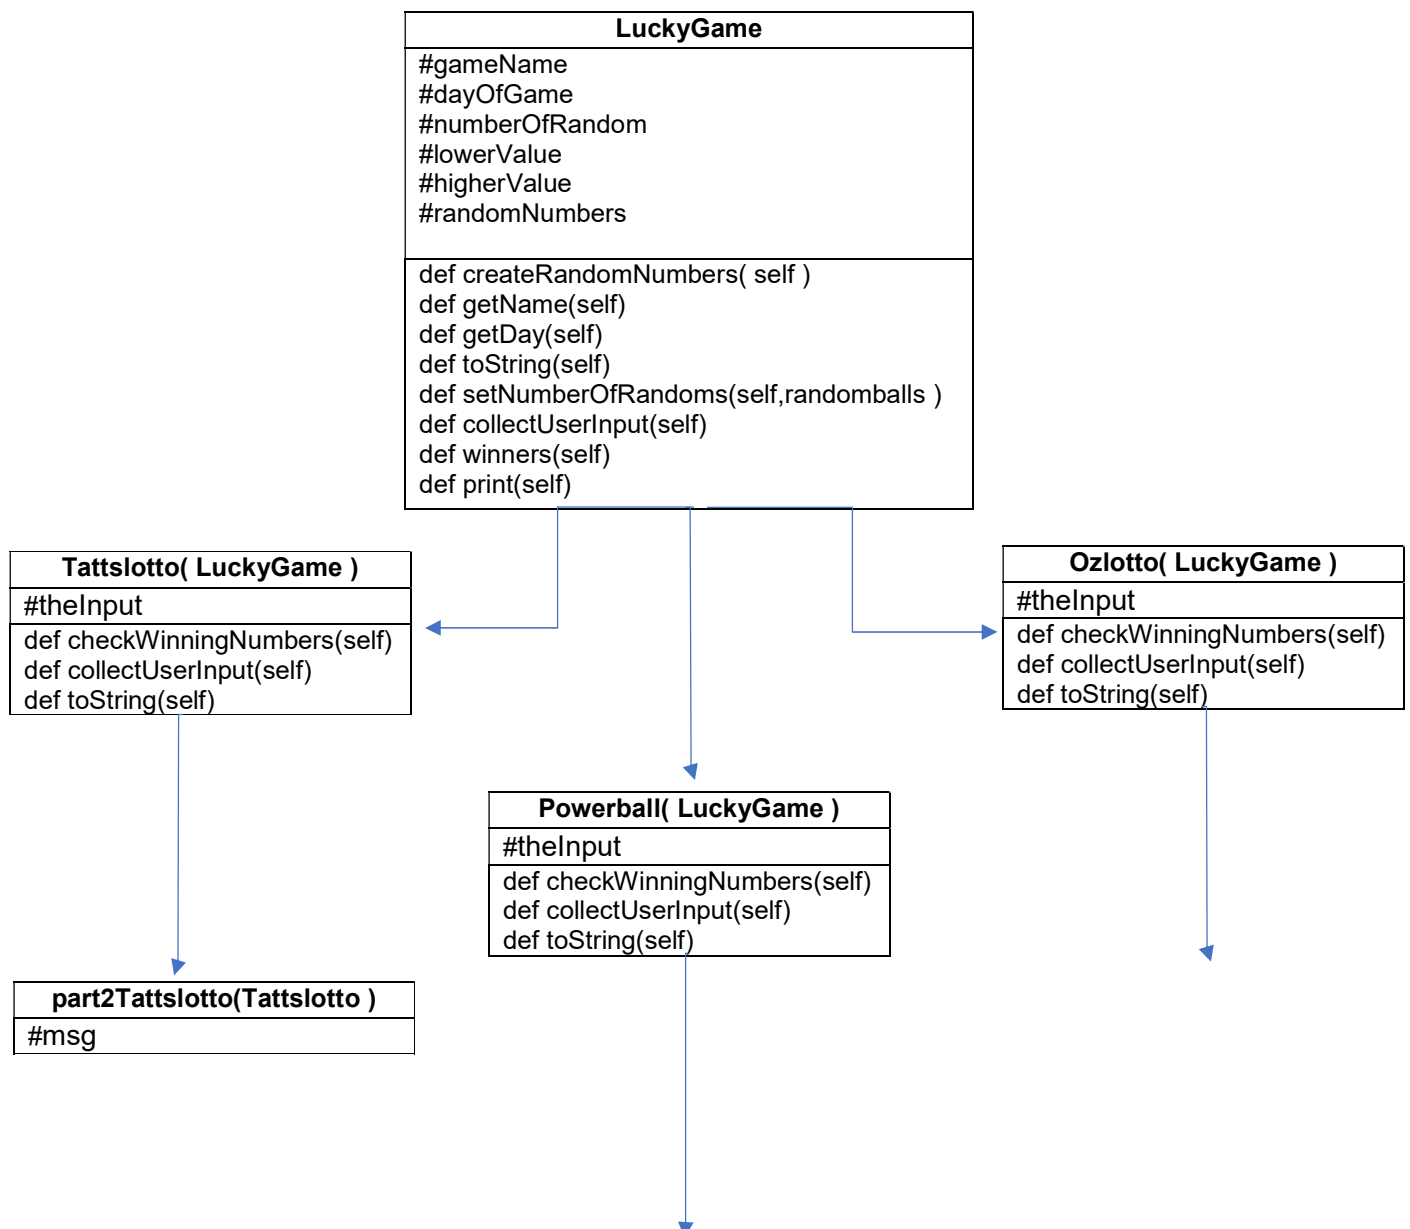 LuckyGame
#gameName
#dayOfGame
#numberOfRandom
#lowerValue
#higherValue
#randomNumbers
def createRandomNumbers( self )
def getName(self)
def getDay(self)
def toString(self)
def setNumberOfRandoms(self,randomballs )
def collectUserInput(self)
def winners(self)
def print(self)
Tattslotto( LuckyGame )
#theInput
def checkWinningNumbers(self)
def collectUserInput(self)
def toString(self)
Ozlotto( LuckyGame )
#theInput
def checkWinningNumbers(self)
def collectUserInput(self)
def toString(self)
Powerball( LuckyGame )
#theInput
def checkWinningNumbers(self)
def collectUserInput(self)
def toString(self)
part2Tattslotto(Tattslotto )
#msg